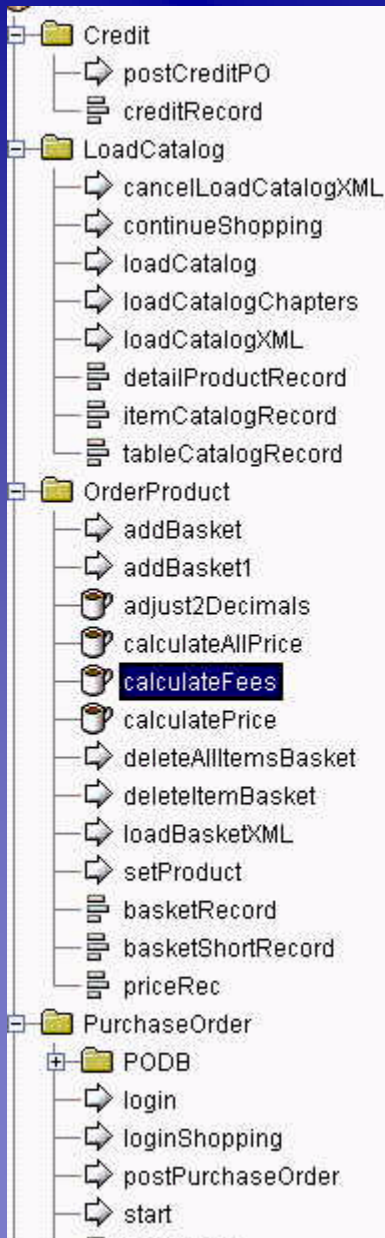 Credit
postCreditPO
creditRecord
LoadCatalog
cancelLoadCatalogXML
continueShopping
loadCatalog
loadCatalogChapters
loadCatalogXML
detailProductRecord
itemCatalogRecord
tableCatalogRecord
OrderProduct
addBasket
addBasket1
adjust2Decimals
calculateAllPrice
calculateFees
calculatePrice
deleteAllItemsBasket
deleteItemBasket
loadBasketXML
setProduct
basketRecord
basketShortRecord
priceRec
PurchaseOrder
PODB
login
loginShopping
postPurchaseOrder
start